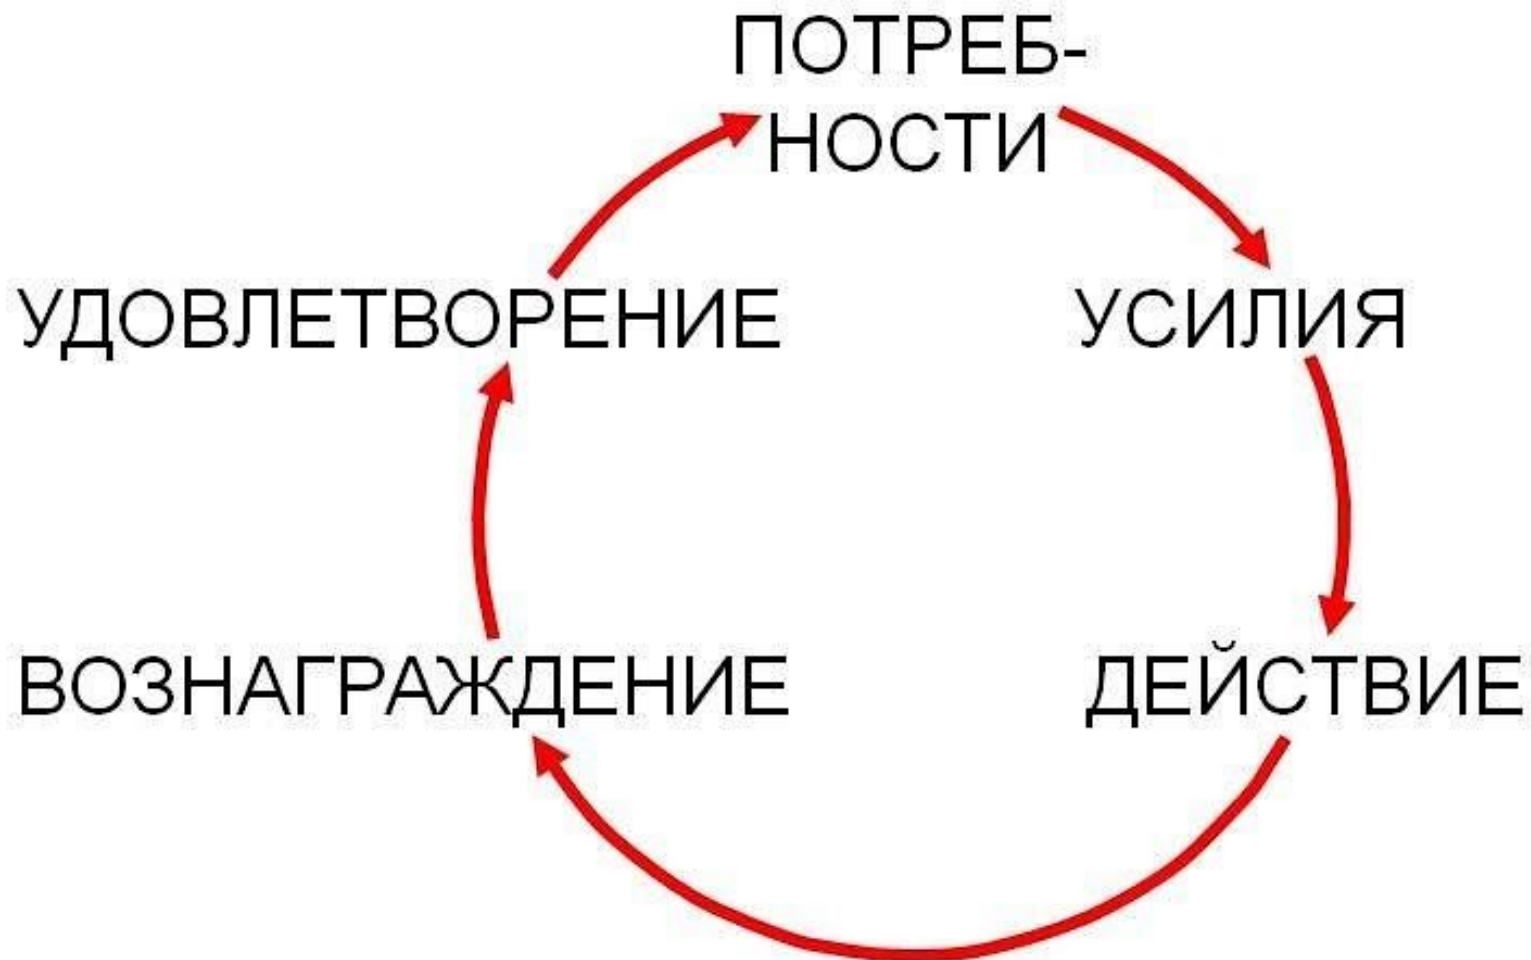 ПОТРЕБ-
НОСТИ
УДОВЛЕТВОРЕНИЕ
УСИЛИЯ
ВОЗНАГРАЖДЕНИЕ
ДЕЙСТВИЕ